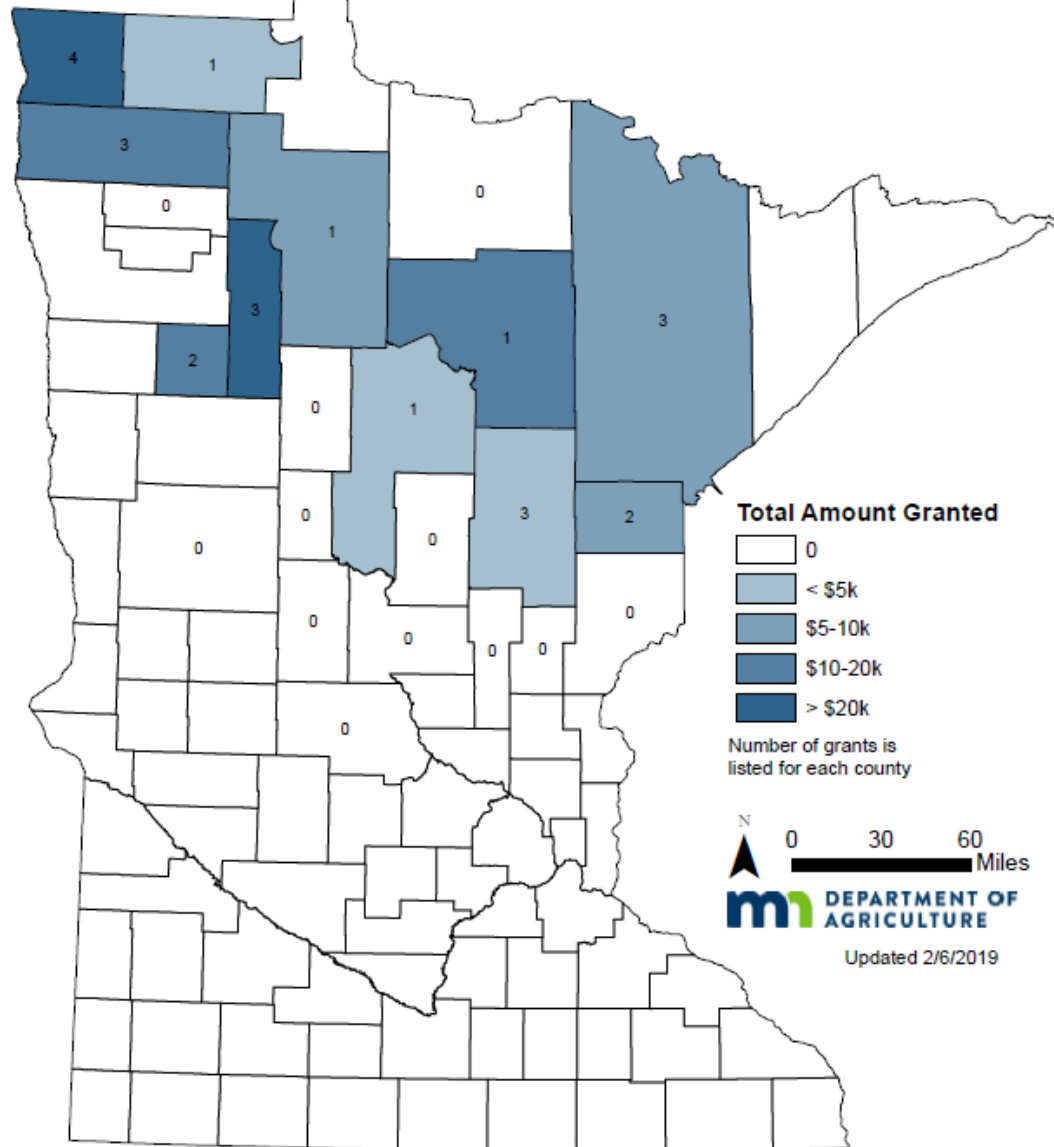 4
1
3
0
0
1
3
3
1
2
0
1
0
3
2
0
0
0
0
0
0
0
0
Total Amount Granted
0
< $5k
$5-10k
$10-20k
> $20k
Number of grants is
listed for each county
N
0 30 60
Miles
mn DEPARTMENT OF
AGRICULTURE
Updated 2/6/2019